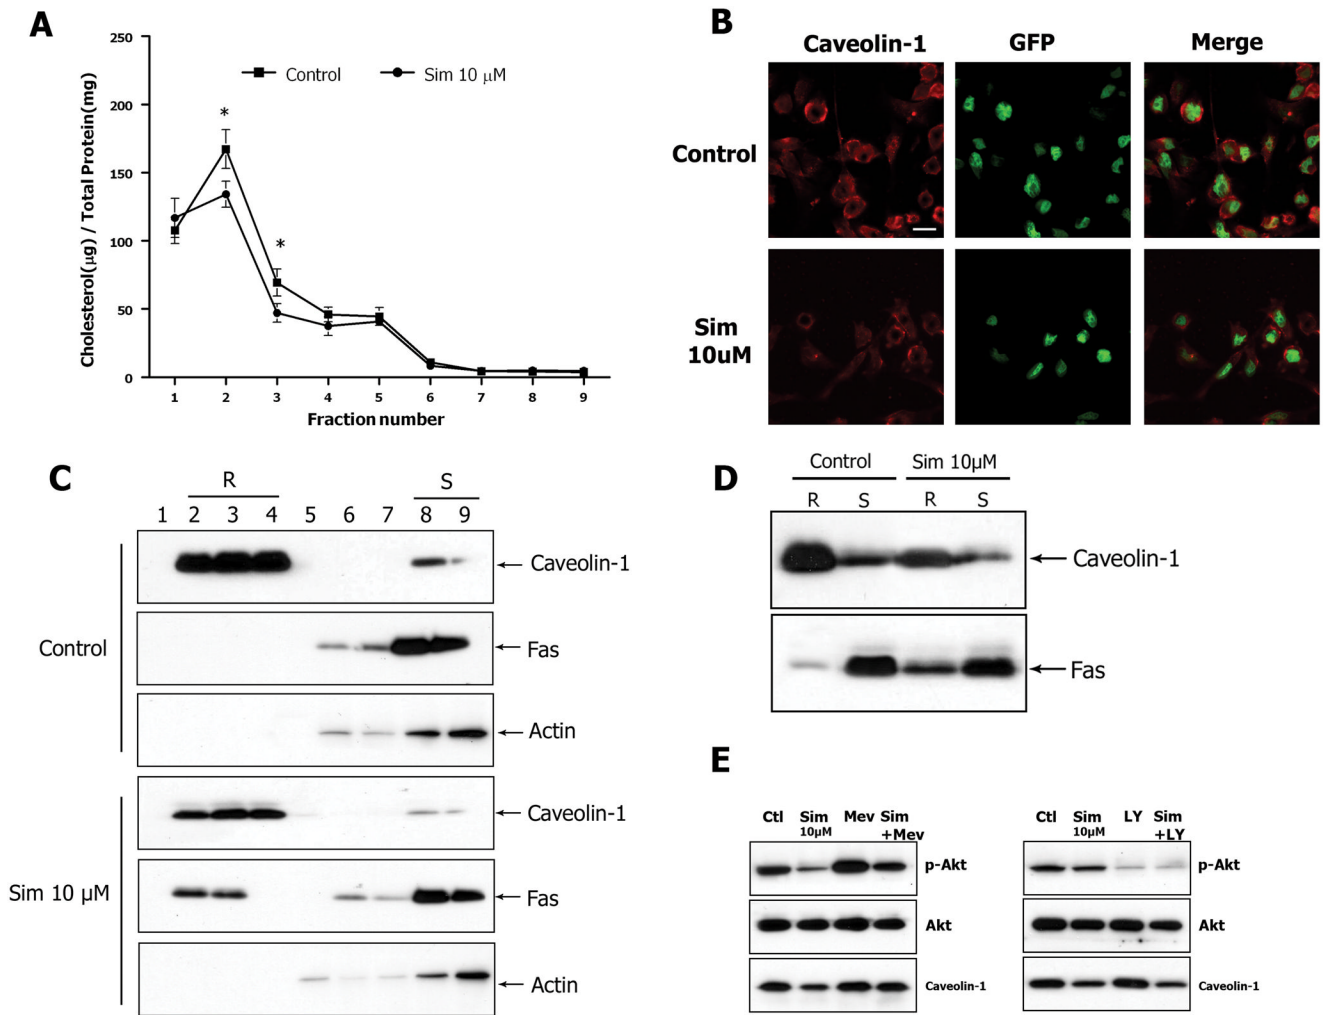 A
250
200
150
100
50
0
Cholesterol(μg) / Total Protein(mg)
Control
Sim 10 μM
*
*
1 2 3 4 5 6 7 8 9
Fraction number
B
Caveolin-1 GFP Merge
Control
Sim
10uM
C
R S
1 2 3 4 5 6 7 8 9
Control
Caveolin-1
Fas
Actin
Sim 10 μM
Caveolin-1
Fas
Actin
D
Control Sim 10μM
R S R S
Caveolin-1
Fas
E
Ctl Sim Mev Sim
10μM +Mev
p-Akt
Akt
Caveolin-1
Ctl Sim LY Sim
10μM +LY
p-Akt
Akt
Caveolin-1